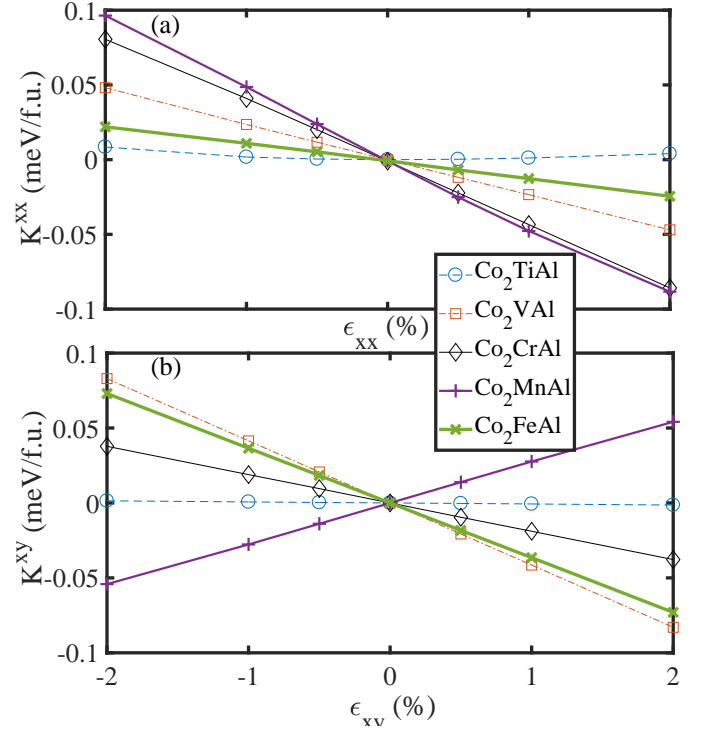 0.1
(a)
0.05
0
-0.05
-0.1
K^xx (meV/f.u.)
ϵ_xx (%)
Co₂TiAl
Co₂VAl
Co₂CrAl
Co₂MnAl
Co₂FeAl
0.1
(b)
0.05
0
-0.05
-0.1
K^xy (meV/f.u.)
-2 -1 0 1 2
ϵ_xy (%)